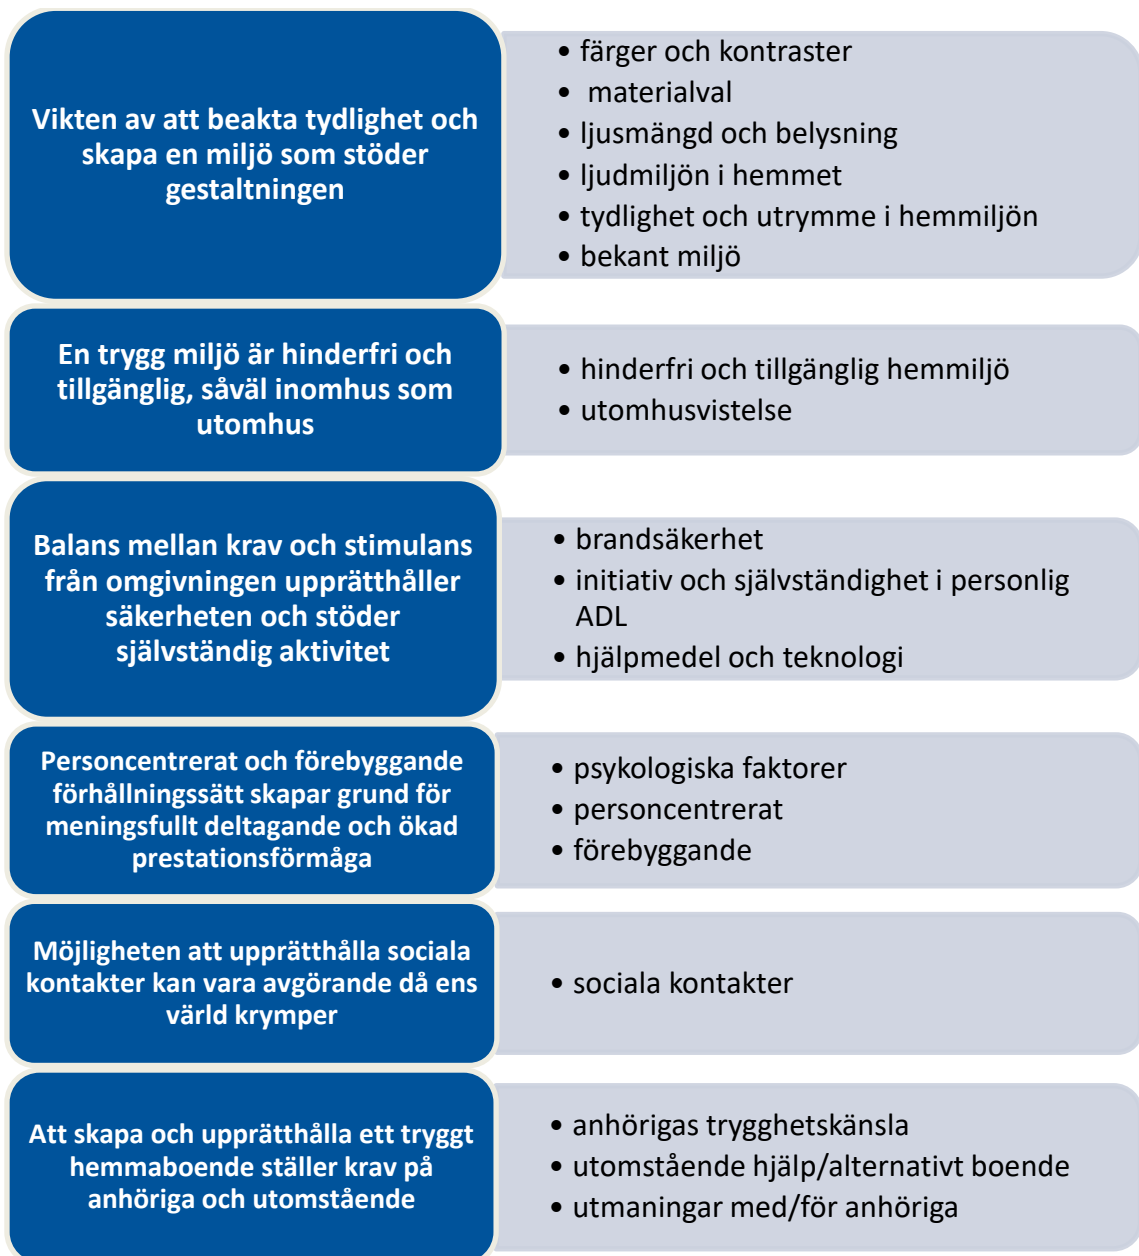 Vikten av att beakta tydlighet och
skapa en miljö som stöder
gestaltningen
• färger och kontraster
• materialval
• ljusmängd och belysning
• ljudmiljön i hemmet
• tydlighet och utrymme i hemmiljön
• bekant miljö
En trygg miljö är hinderfri och
tillgänglig, såväl inomhus som
utomhus
• hinderfri och tillgänglig hemmiljö
• utomhusvistelse
Balans mellan krav och stimulans
från omgivningen upprätthåller
säkerheten och stöder
självständig aktivitet
• brandsäkerhet
• initiativ och självständighet i personlig
ADL
• hjälpmedel och teknologi
Personcentrerat och förebyggande
förhållningssätt skapar grund för
meningsfullt deltagande och ökad
prestationsförmåga
• psykologiska faktorer
• personcentrerat
• förebyggande
Möjligheten att upprätthålla sociala
kontakter kan vara avgörande då ens
värld krymper
• sociala kontakter
Att skapa och upprätthålla ett tryggt
hemmaboende ställer krav på
anhöriga och utomstående
• anhörigas trygghetskänsla
• utomstående hjälp/alternativt boende
• utmaningar med/för anhöriga